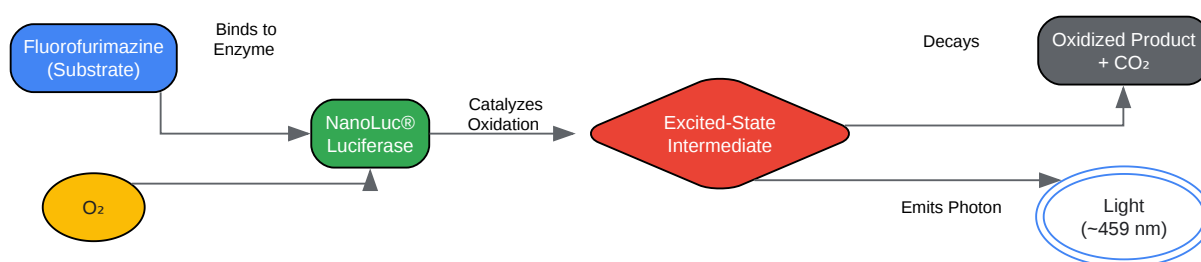 Fluorofurimazine
(Substrate)
Binds to
Enzyme
O₂
NanoLuc®
Luciferase
Catalyzes
Oxidation
Excited-State
Intermediate
Decays
Oxidized Product
+ CO₂
Emits Photon
Light
(~459 nm)